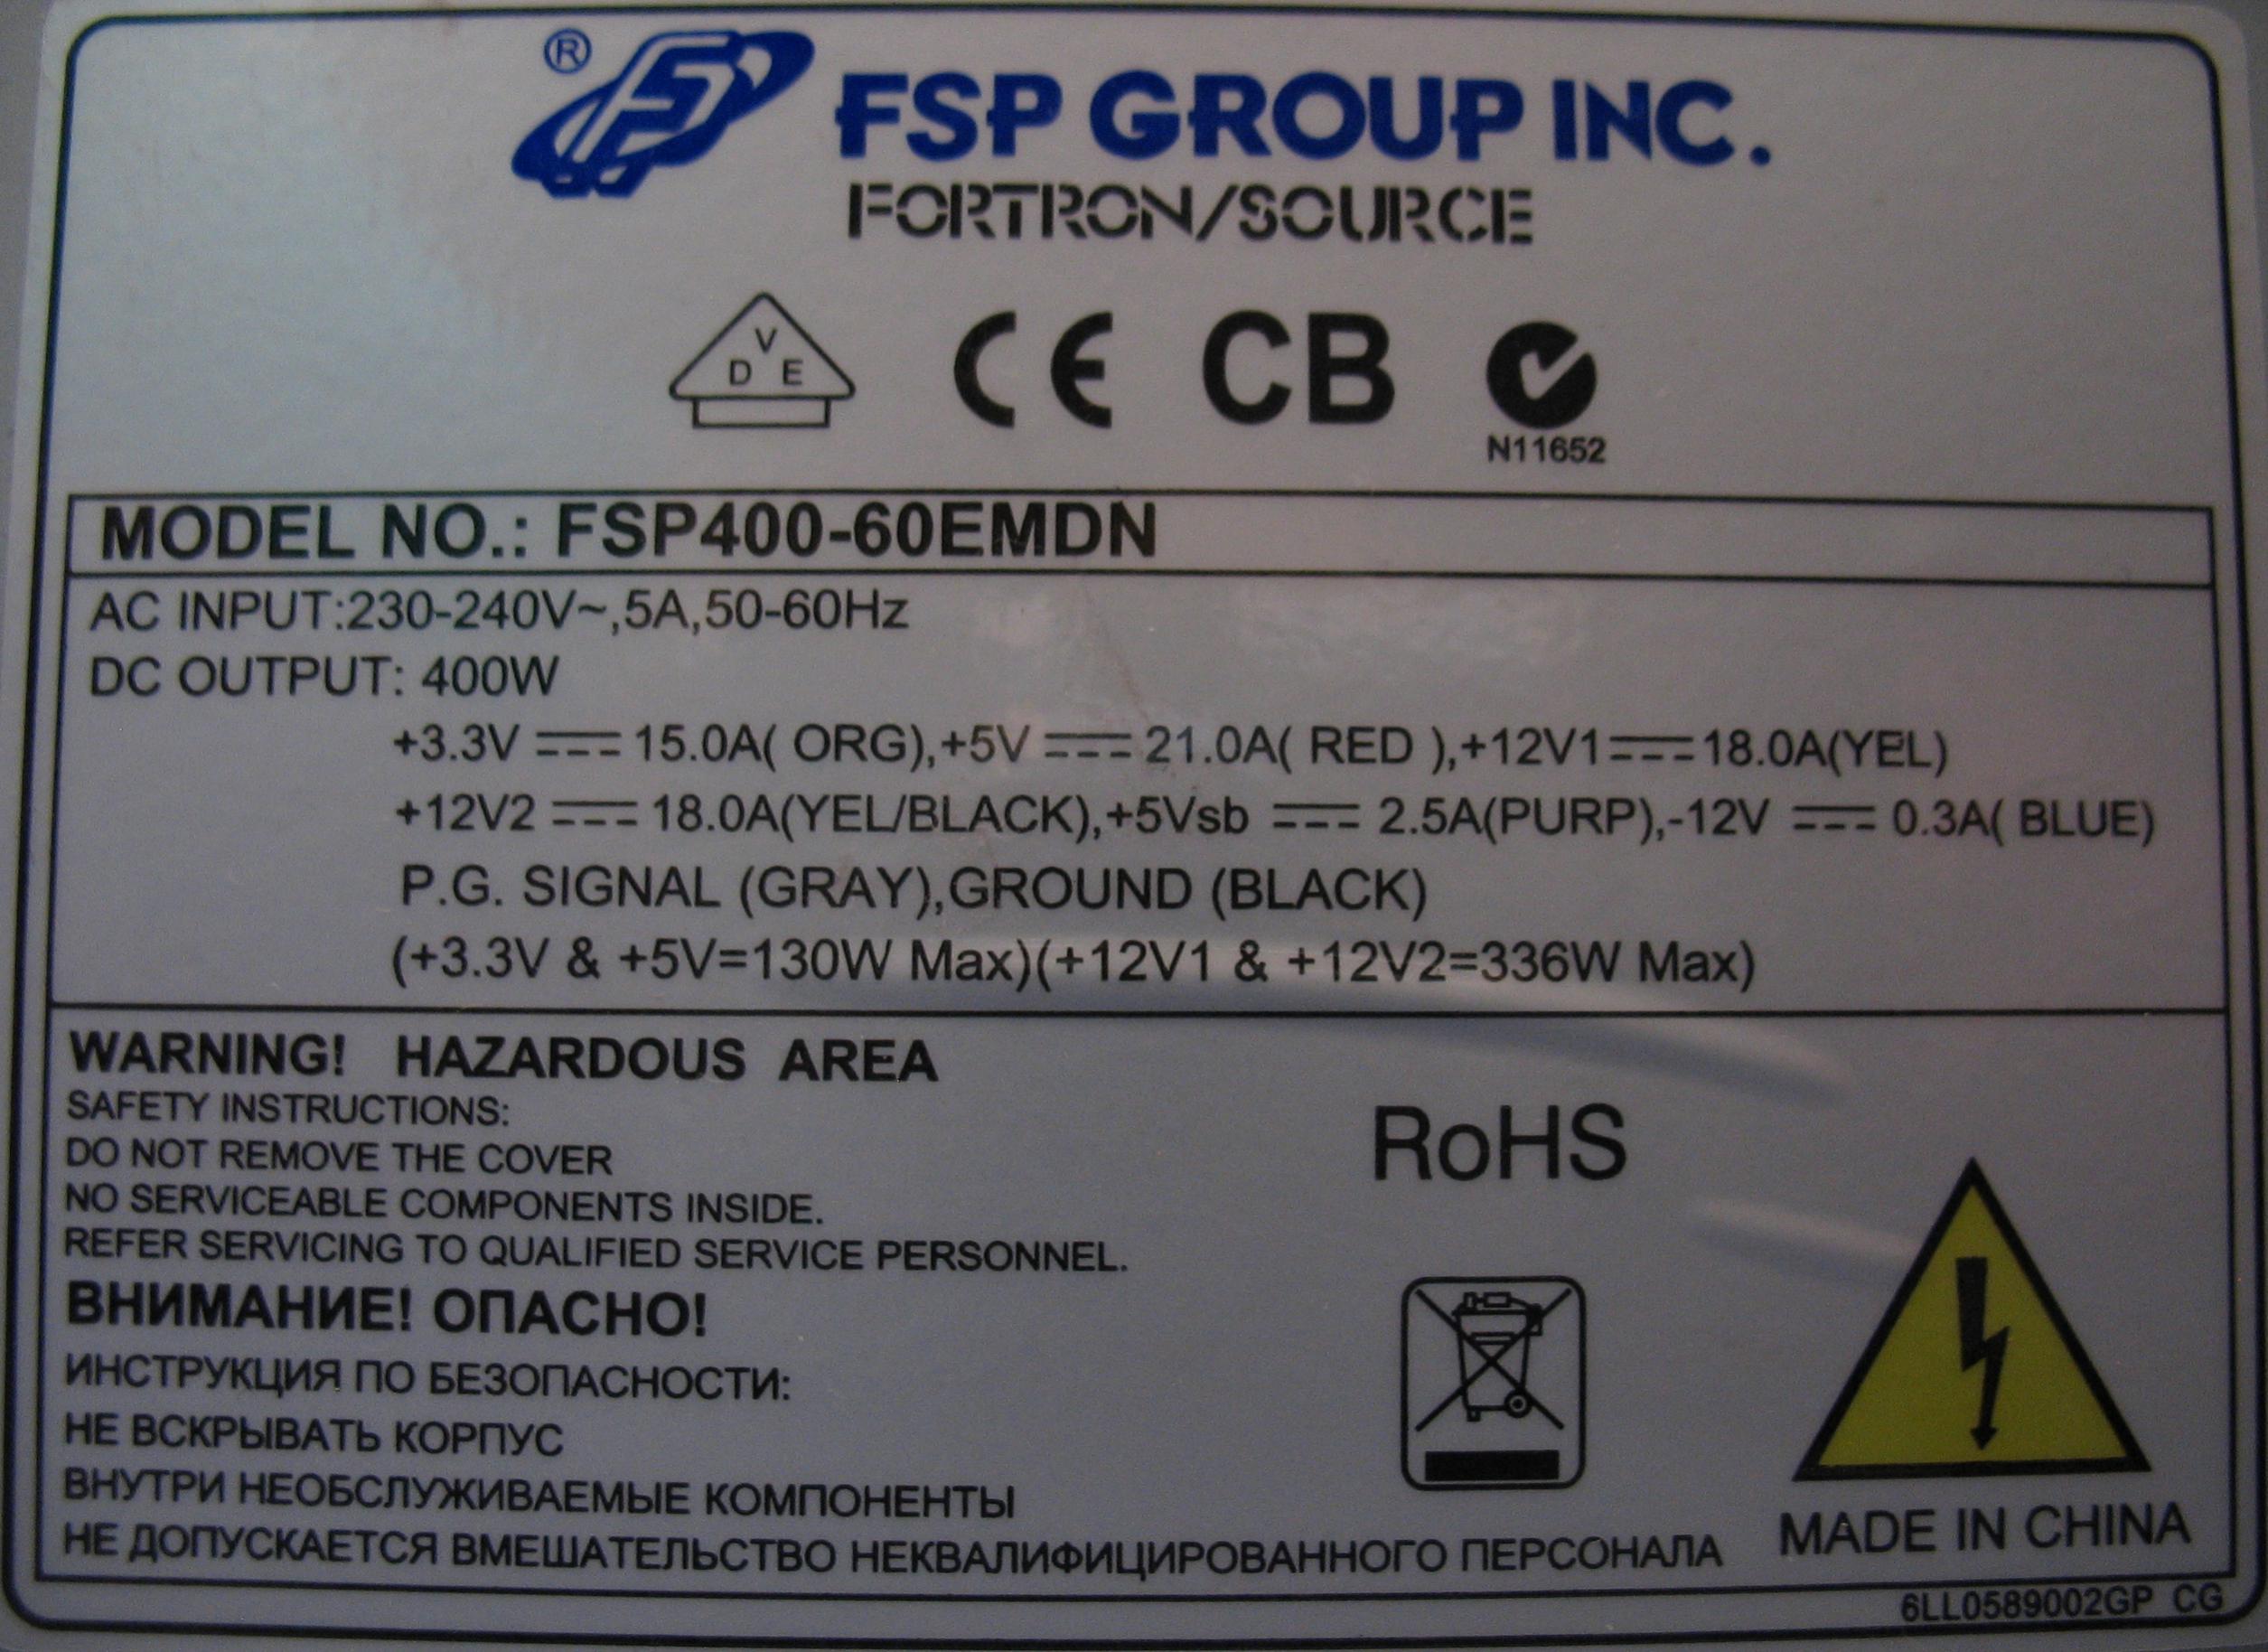 ® FSP GROUP INC.
FORTRON/SOURCE
VDE CE CB
N11652
MODEL NO.: FSP400-60EMDN
AC INPUT:230-240V~,5A,50-60Hz
DC OUTPUT: 400W
+3.3V ⎓ 15.0A( ORG),+5V ⎓ 21.0A( RED ),+12V1⎓18.0A(YEL)
+12V2 ⎓ 18.0A(YEL/BLACK),+5Vsb ⎓ 2.5A(PURP),-12V ⎓ 0.3A( BLUE)
P.G. SIGNAL (GRAY),GROUND (BLACK)
(+3.3V & +5V=130W Max)(+12V1 & +12V2=336W Max)
WARNING! HAZARDOUS AREA
SAFETY INSTRUCTIONS:
DO NOT REMOVE THE COVER
NO SERVICEABLE COMPONENTS INSIDE.
REFER SERVICING TO QUALIFIED SERVICE PERSONNEL.
RoHS
ВНИМАНИЕ! ОПАСНО!
ИНСТРУКЦИЯ ПО БЕЗОПАСНОСТИ:
НЕ ВСКРЫВАТЬ КОРПУС
ВНУТРИ НЕОБСЛУЖИВАЕМЫЕ КОМПОНЕНТЫ
НЕ ДОПУСКАЕТСЯ ВМЕШАТЕЛЬСТВО НЕКВАЛИФИЦИРОВАННОГО ПЕРСОНАЛА
MADE IN CHINA
6LL0589002GP CG